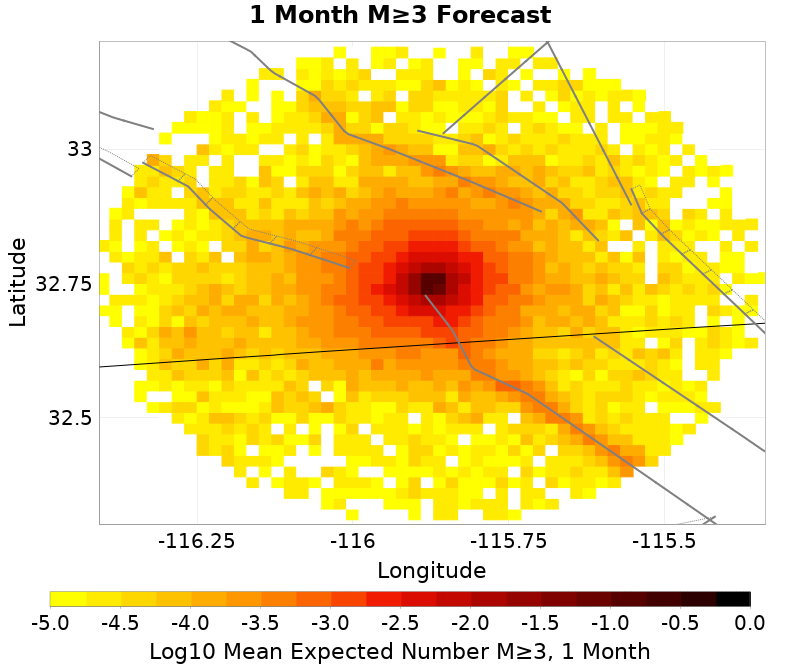 1 Month M≥3 Forecast
33
32.75
32.5
Latitude
-116.25 -116 -115.75 -115.5
Longitude
-5.0 -4.5 -4.0 -3.5 -3.0 -2.5 -2.0 -1.5 -1.0 -0.5 0.0
Log10 Mean Expected Number M≥3, 1 Month